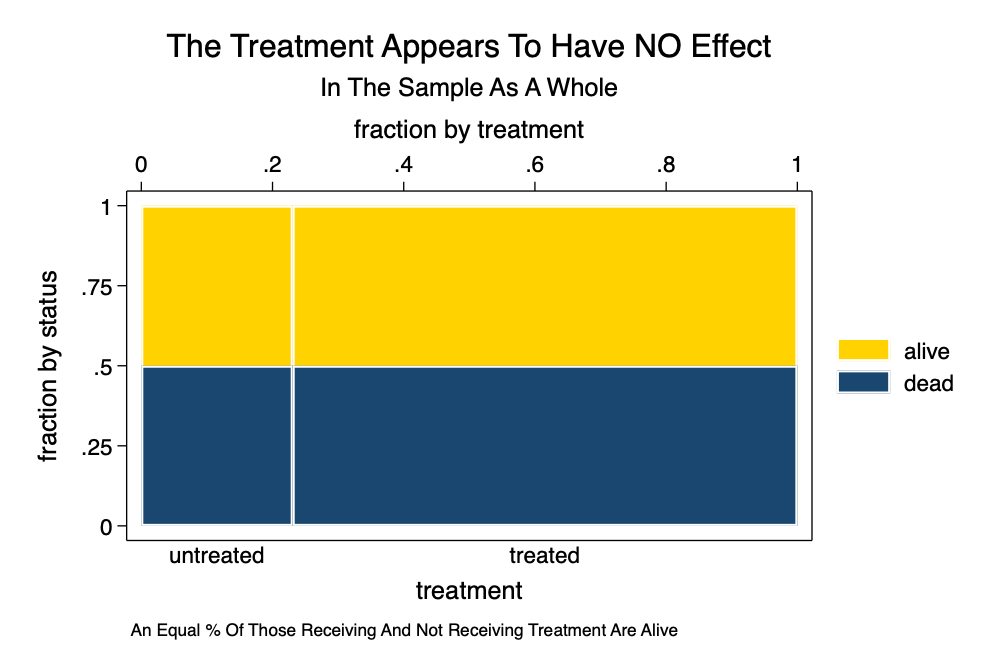 The Treatment Appears To Have NO Effect
In The Sample As A Whole
fraction by treatment
0 .2 .4 .6 .8 1
1
.75
.5
.25
0
fraction by status
alive
dead
untreated treated
treatment
An Equal % Of Those Receiving And Not Receiving Treatment Are Alive